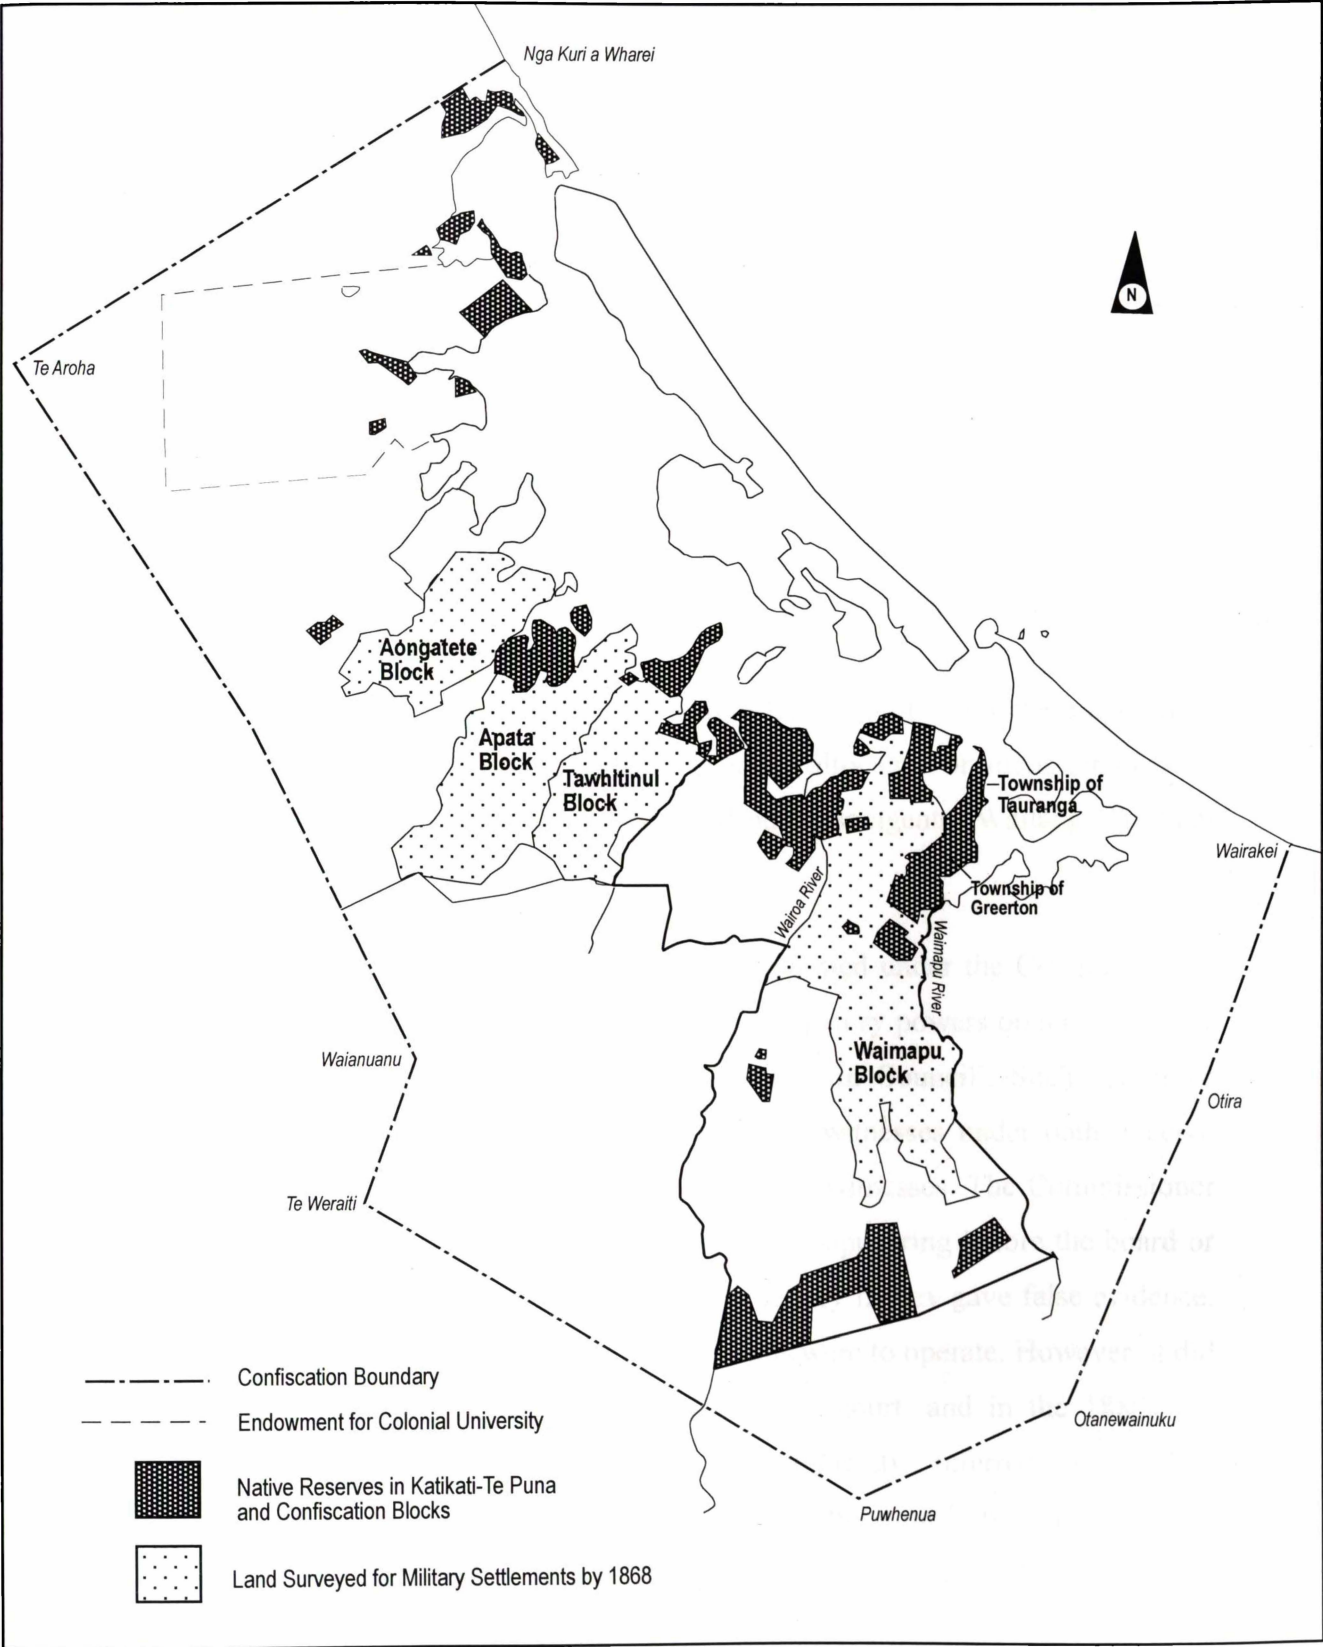 Nga Kuri a Wharei
N
Te Aroha
Aongatete
Block
Apata
Block
Tawhitinul
Block
Township of
Tauranga
Wairakei
Township of
Greerton
Wairoa River
Waimapu River
Waimapu
Block
Waianuanu
Otira
Te Weraiti
Otanewainuku
Puwhenua
Confiscation Boundary
Endowment for Colonial University
Native Reserves in Katikati-Te Puna
and Confiscation Blocks
Land Surveyed for Military Settlements by 1868